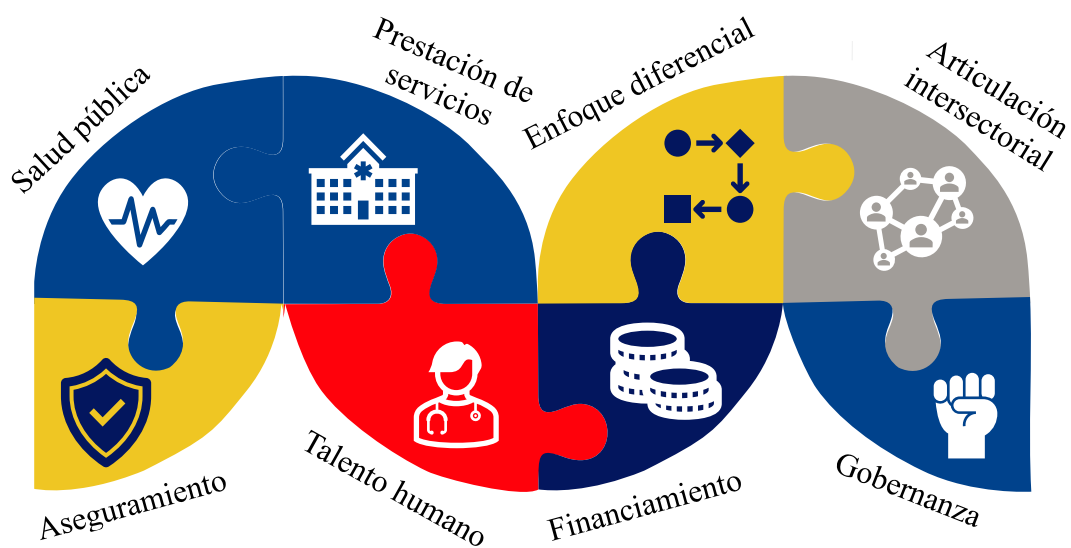 Salud pública
Prestación de
servicios
Enfoque diferencial
Articulación
intersectorial
Aseguramiento
Talento humano
Financiamiento
Gobernanza